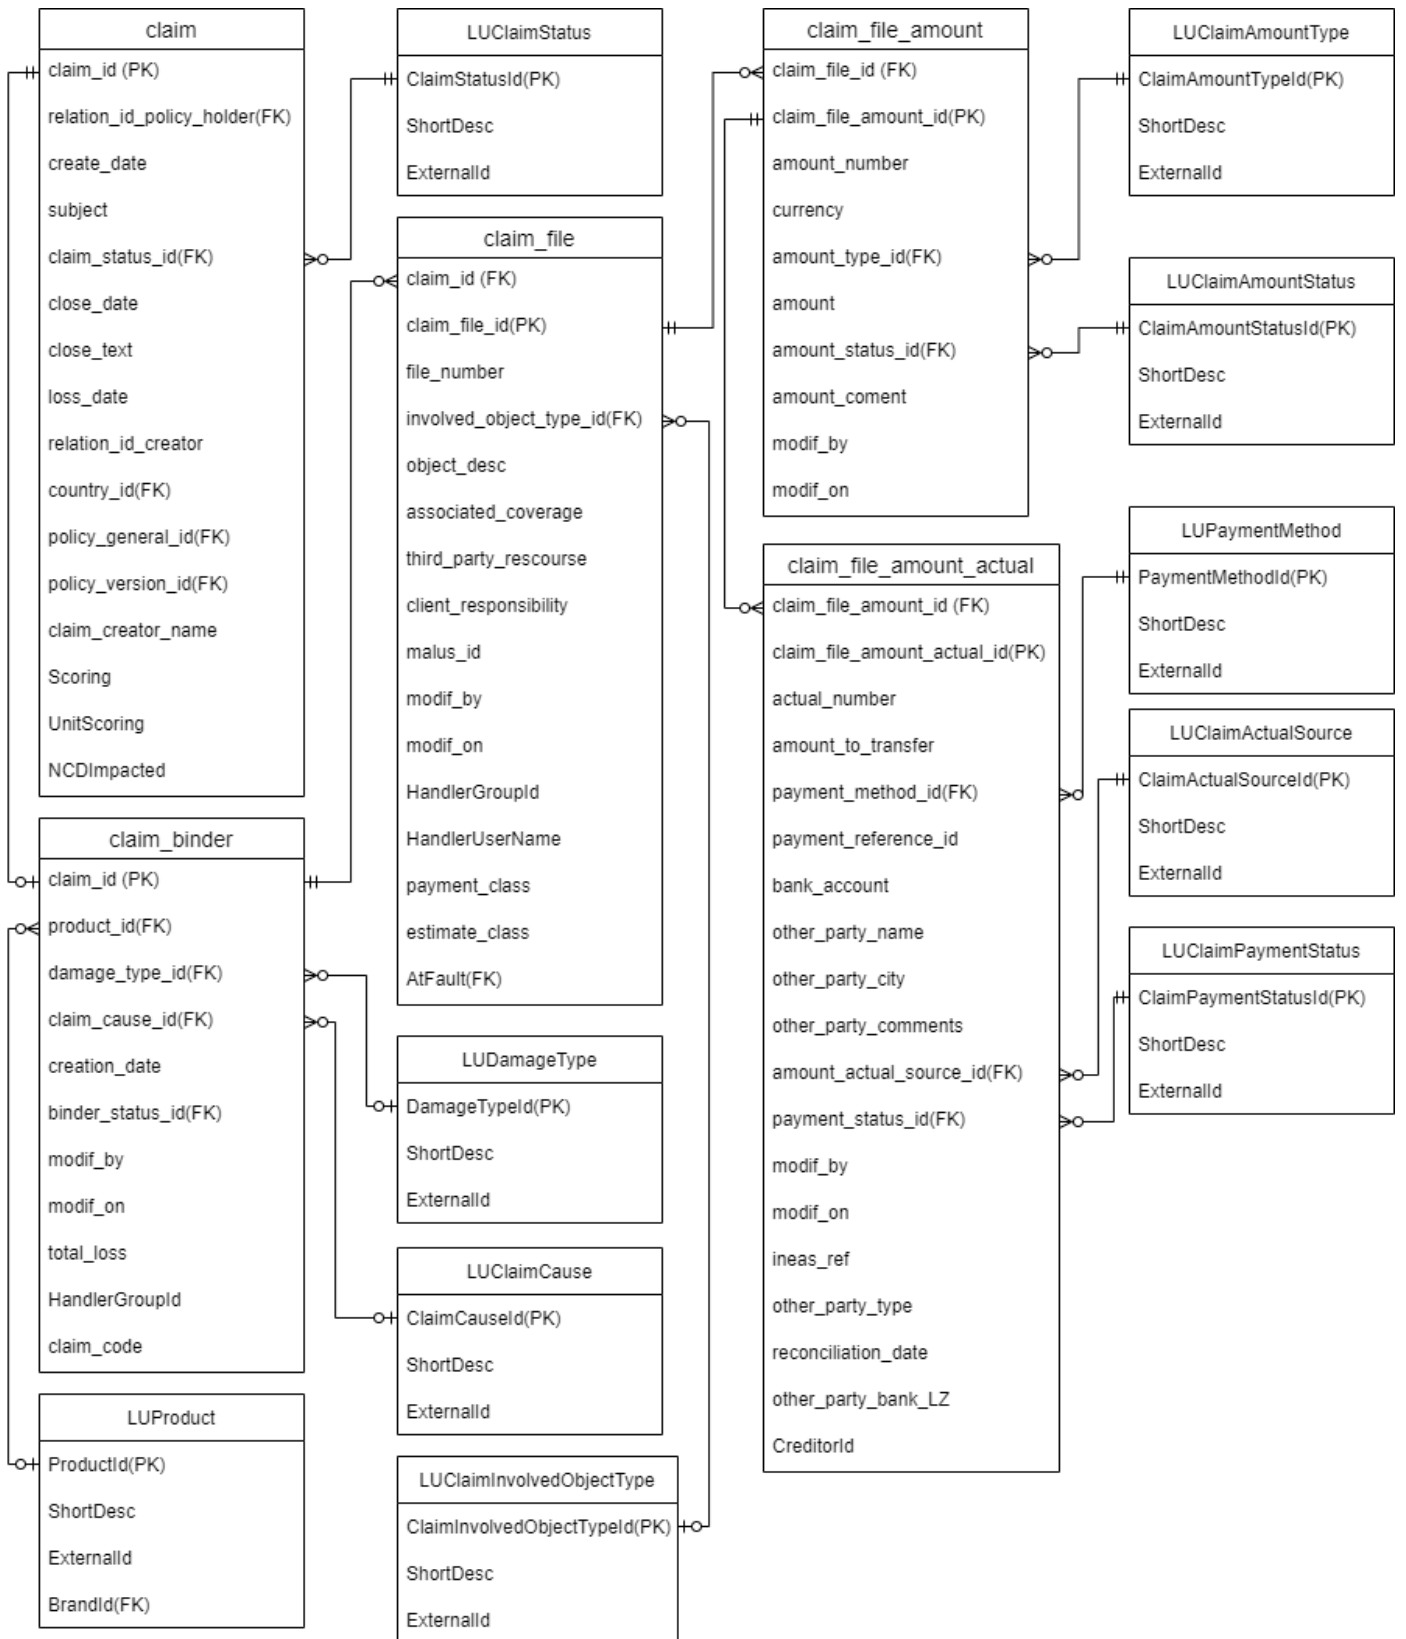 claim
claim_id (PK)
relation_id_policy_holder(FK)
create_date
subject
claim_status_id(FK)
close_date
close_text
loss_date
relation_id_creator
country_id(FK)
policy_general_id(FK)
policy_version_id(FK)
claim_creator_name
Scoring
UnitScoring
NCDImpacted
claim_binder
claim_id (PK)
product_id(FK)
damage_type_id(FK)
claim_cause_id(FK)
creation_date
binder_status_id(FK)
modif_by
modif_on
total_loss
HandlerGroupId
claim_code
LUProduct
ProductId(PK)
ShortDesc
ExternalId
BrandId(FK)
LUClaimStatus
ClaimStatusId(PK)
ShortDesc
ExternalId
claim_file
claim_id (FK)
claim_file_id(PK)
file_number
involved_object_type_id(FK)
object_desc
associated_coverage
third_party_rescourse
client_responsibility
malus_id
modif_by
modif_on
HandlerGroupId
HandlerUserName
payment_class
estimate_class
AtFault(FK)
LUDamageType
DamageTypeId(PK)
ShortDesc
ExternalId
LUClaimCause
ClaimCauseId(PK)
ShortDesc
ExternalId
LUClaimInvolvedObjectType
ClaimInvolvedObjectTypeId(PK)
ShortDesc
ExternalId
claim_file_amount
claim_file_id (FK)
claim_file_amount_id(PK)
amount_number
currency
amount_type_id(FK)
amount
amount_status_id(FK)
amount_coment
modif_by
modif_on
claim_file_amount_actual
claim_file_amount_id (FK)
claim_file_amount_actual_id(PK)
actual_number
amount_to_transfer
payment_method_id(FK)
payment_reference_id
bank_account
other_party_name
other_party_city
other_party_comments
amount_actual_source_id(FK)
payment_status_id(FK)
modif_by
modif_on
ineas_ref
other_party_type
reconciliation_date
other_party_bank_LZ
CreditorId
LUClaimAmountType
ClaimAmountTypeId(PK)
ShortDesc
ExternalId
LUClaimAmountStatus
ClaimAmountStatusId(PK)
ShortDesc
ExternalId
LUPaymentMethod
PaymentMethodId(PK)
ShortDesc
ExternalId
LUClaimActualSource
ClaimActualSourceId(PK)
ShortDesc
ExternalId
LUClaimPaymentStatus
ClaimPaymentStatusId(PK)
ShortDesc
ExternalId